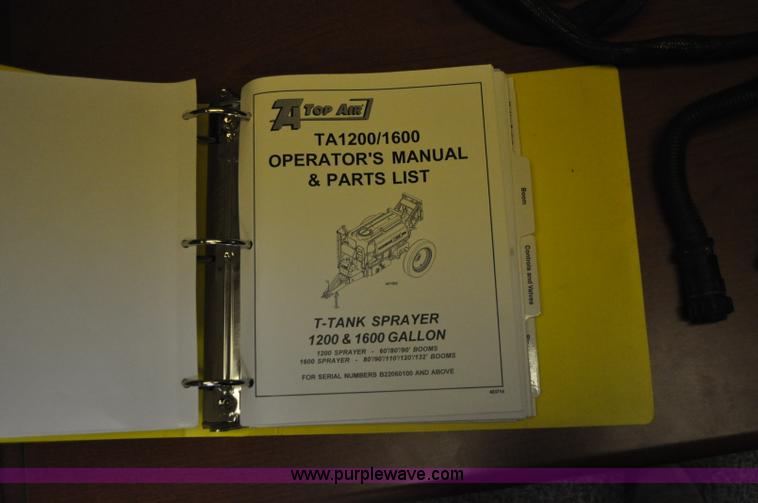 TA TOP AIR
TA1200/1600
OPERATOR'S MANUAL
& PARTS LIST
T-TANK SPRAYER
1200 & 1600 GALLON
1200 SPRAYER - 60'/80'/90' BOOMS
1600 SPRAYER - 80'/90'/110'/120'/132' BOOMS
FOR SERIAL NUMBERS B22060100 AND ABOVE
Boom
Controls and Valves
www.purplewave.com